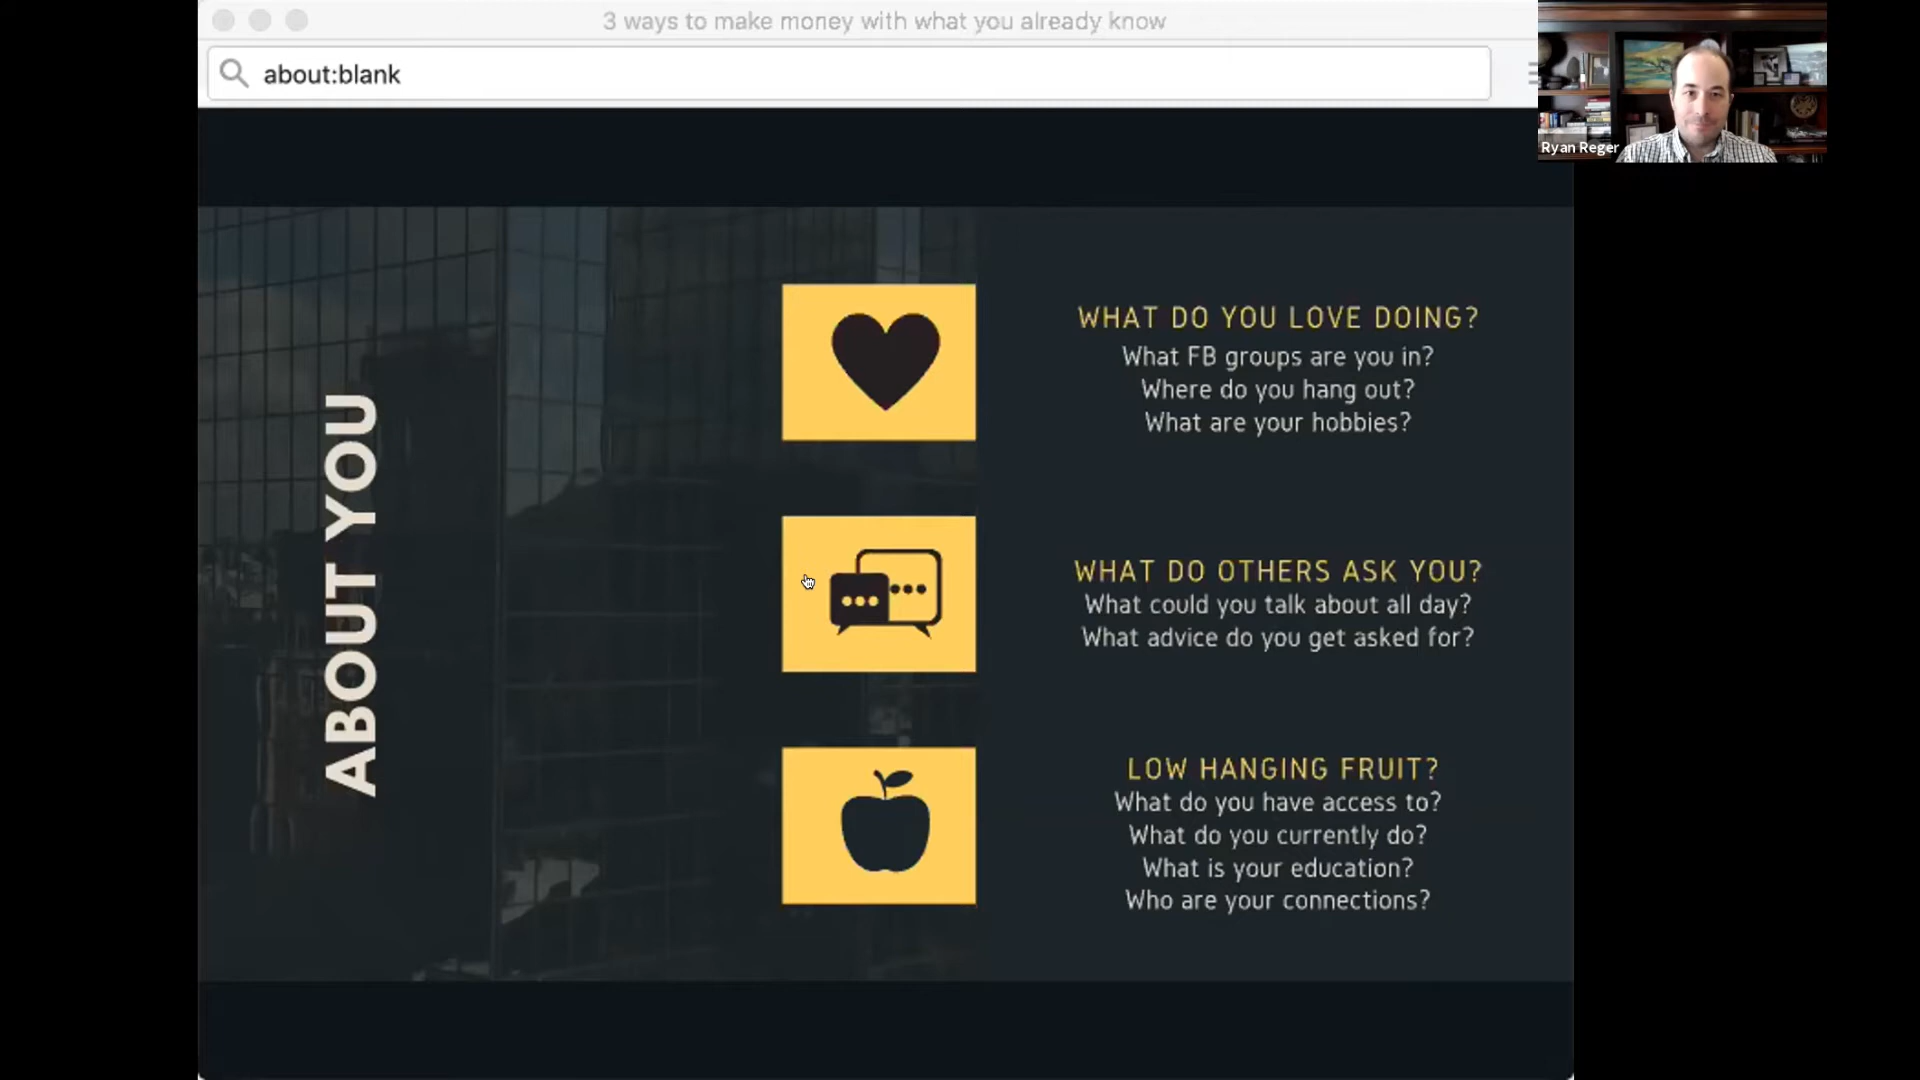 3 ways to make money with what you already know
about:blank
Ryan Reger
ABOUT YOU
WHAT DO YOU LOVE DOING?
What FB groups are you in?
Where do you hang out?
What are your hobbies?
WHAT DO OTHERS ASK YOU?
What could you talk about all day?
What advice do you get asked for?
LOW HANGING FRUIT?
What do you have access to?
What do you currently do?
What is your education?
Who are your connections?